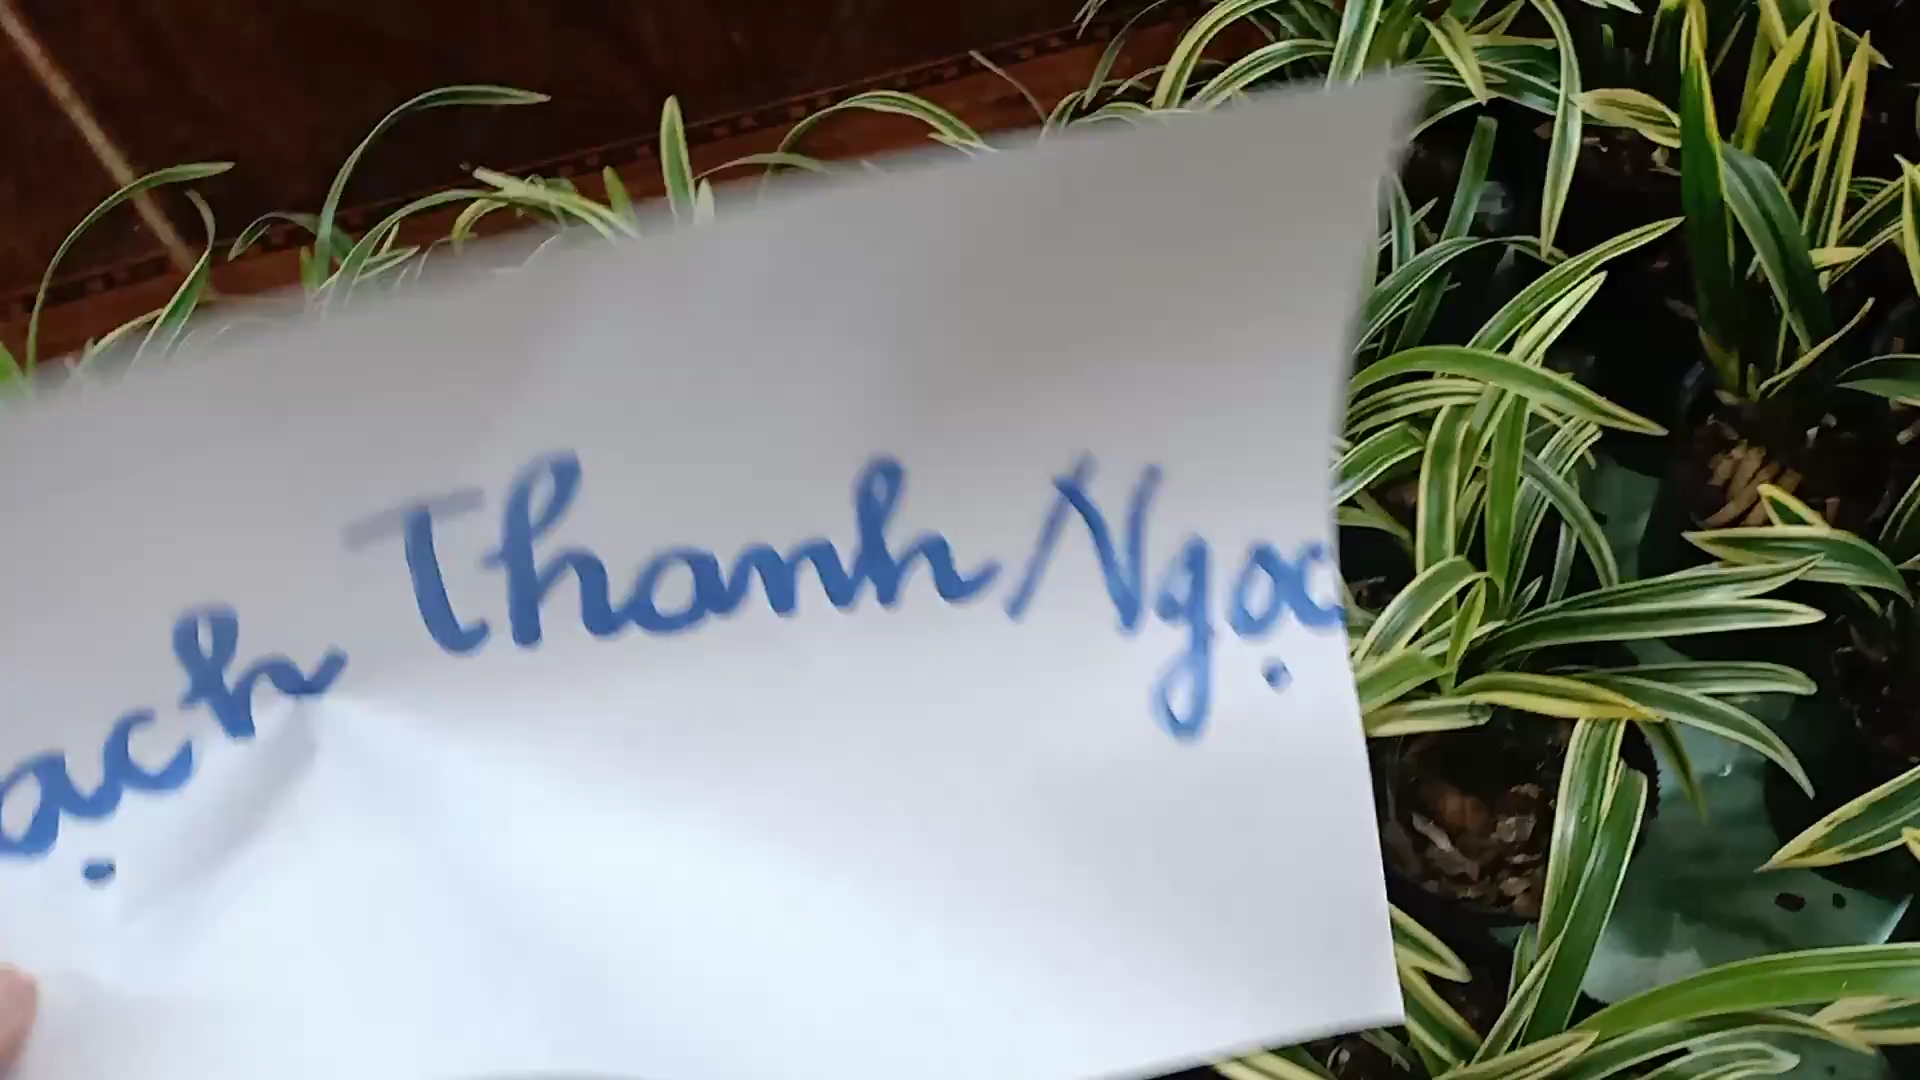 ạch Thanh Ngọc